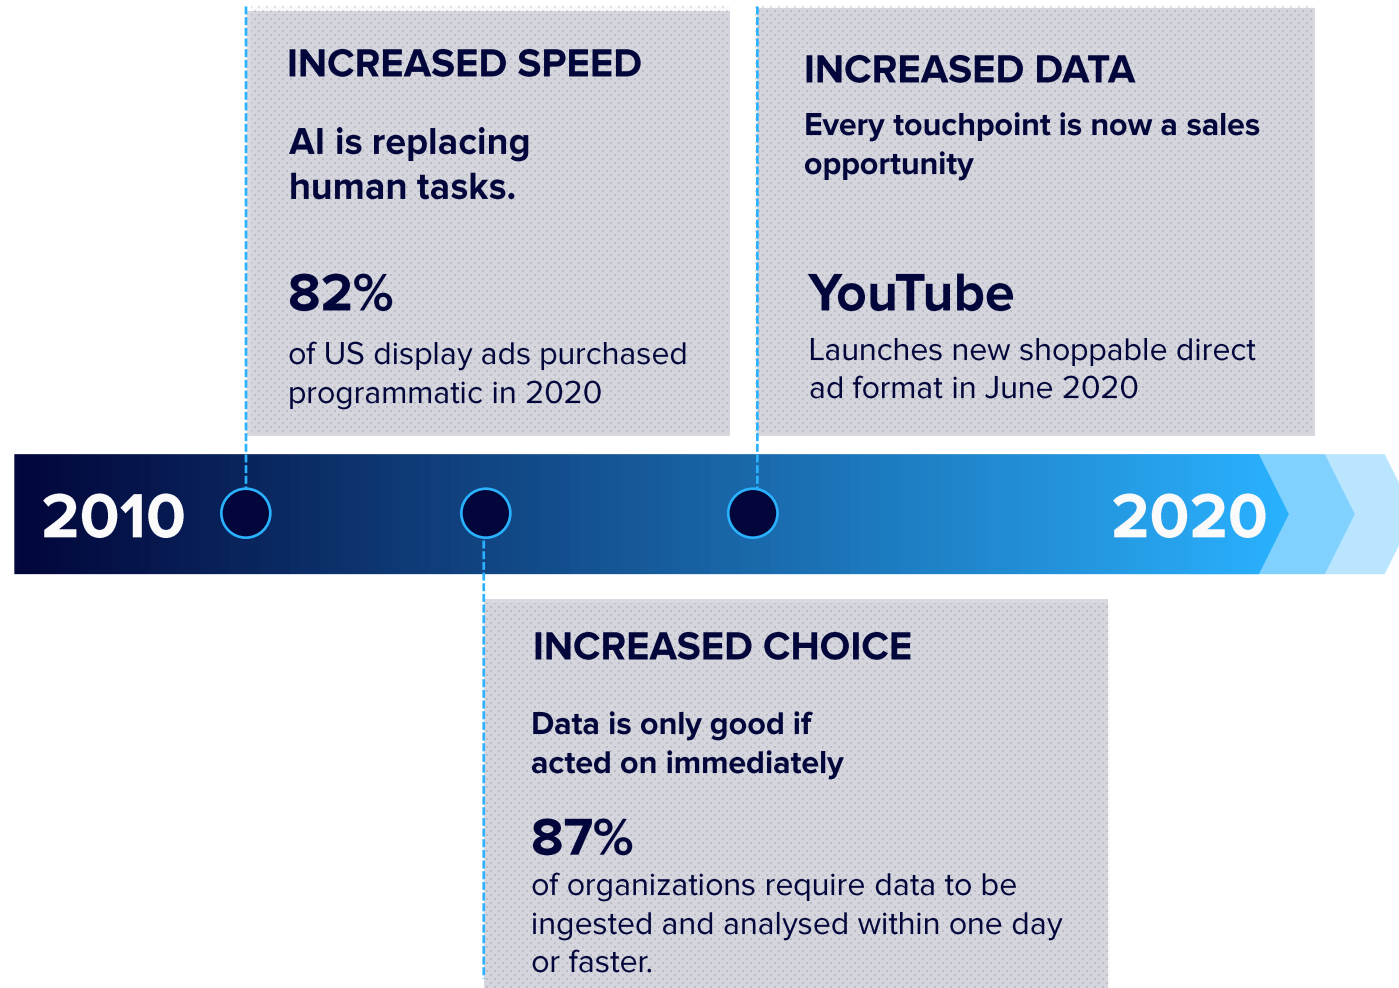 INCREASED SPEED
AI is replacing
human tasks.
82%
of US display ads purchased
programmatic in 2020
INCREASED DATA
Every touchpoint is now a sales
opportunity
YouTube
Launches new shoppable direct
ad format in June 2020
2010
2020
INCREASED CHOICE
Data is only good if
acted on immediately
87%
of organizations require data to be
ingested and analysed within one day
or faster.